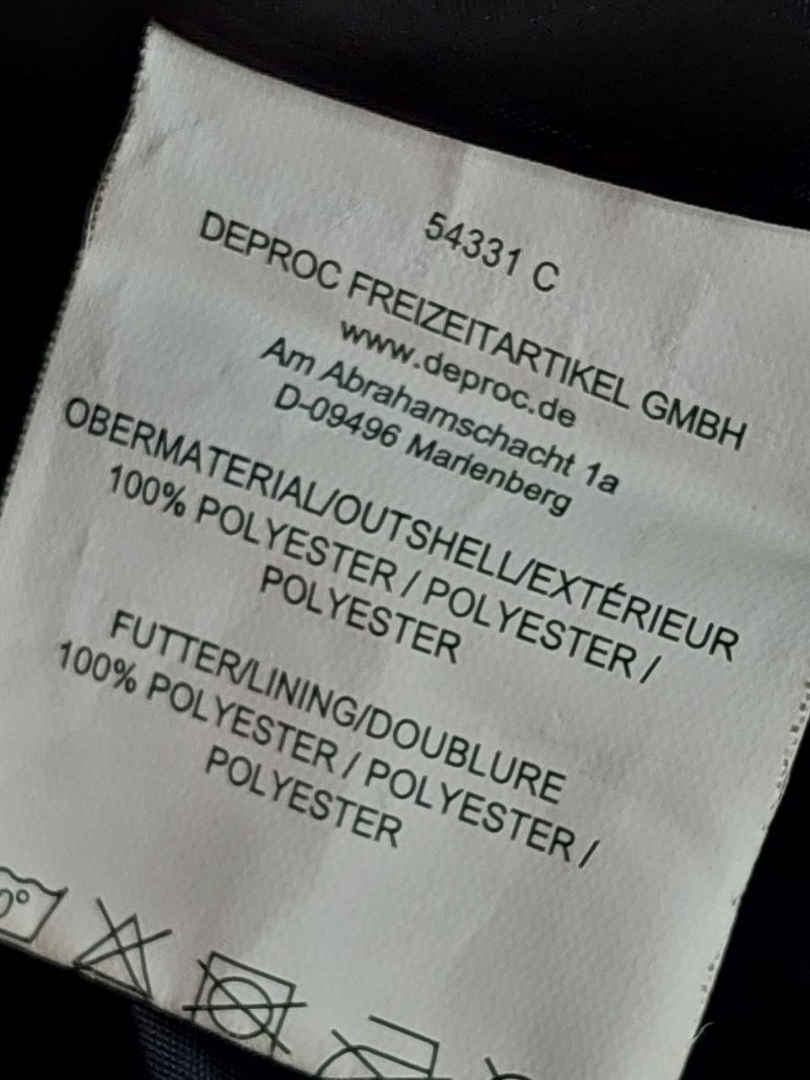 54331 C
DEPROC FREIZEITARTIKEL GMBH
www.deproc.de
Am Abrahamschacht 1a
D-09496 Marienberg
OBERMATERIAL/OUTSHELL/EXTÉRIEUR
100% POLYESTER / POLYESTER /
POLYESTER
FUTTER/LINING/DOUBLURE
100% POLYESTER / POLYESTER /
POLYESTER